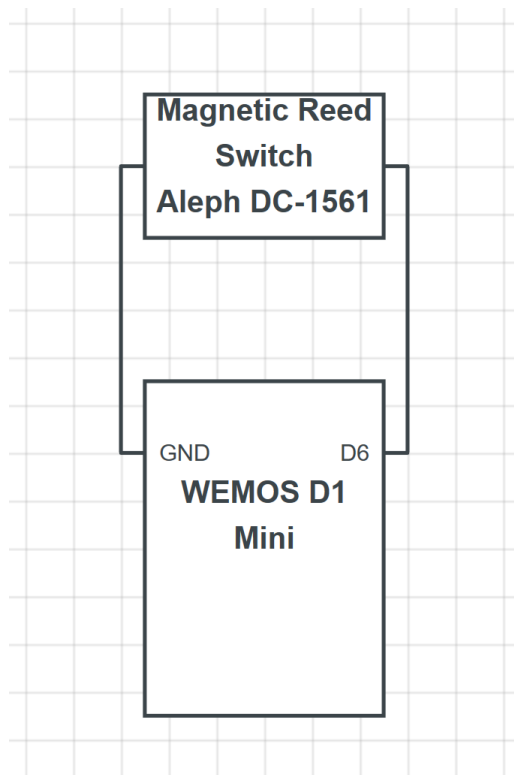 Magnetic Reed
Switch
Aleph DC-1561
GND D6
WEMOS D1
Mini